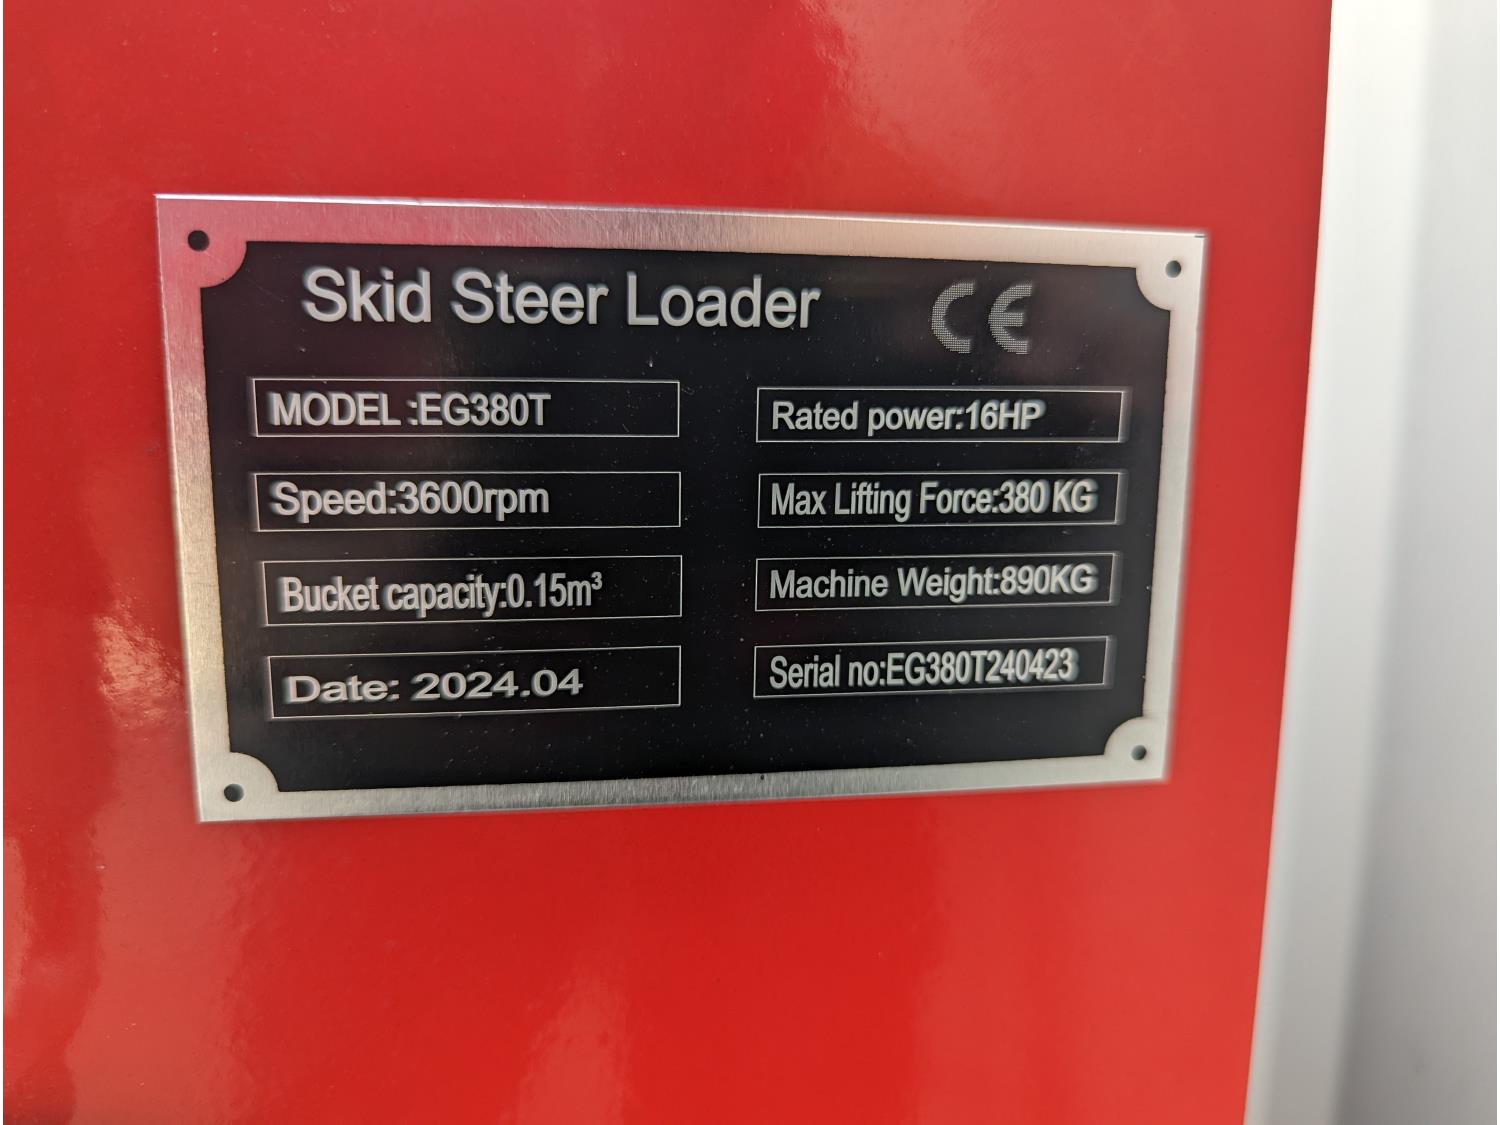 Skid Steer Loader CE
MODEL :EG380T
Rated power:16HP
Speed:3600rpm
Max Lifting Force:380 KG
Bucket capacity:0.15m³
Machine Weight:890KG
Date: 2024.04
Serial no:EG380T240423